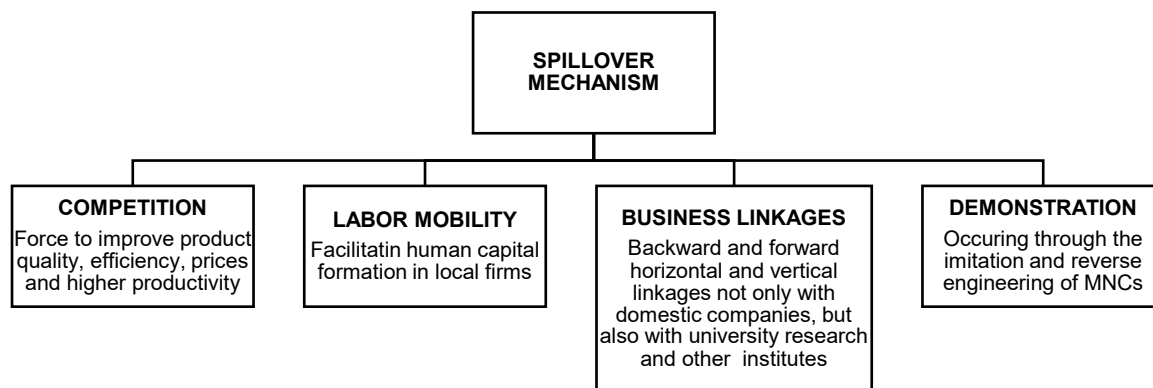 SPILLOVER
MECHANISM
COMPETITION
Force to improve product
quality, efficiency, prices
and higher productivity
LABOR MOBILITY
Facilitatin human capital
formation in local firms
BUSINESS LINKAGES
Backward and forward
horizontal and vertical
linkages not only with
domestic companies, but
also with university research
and other institutes
DEMONSTRATION
Occuring through the
imitation and reverse
engineering of MNCs